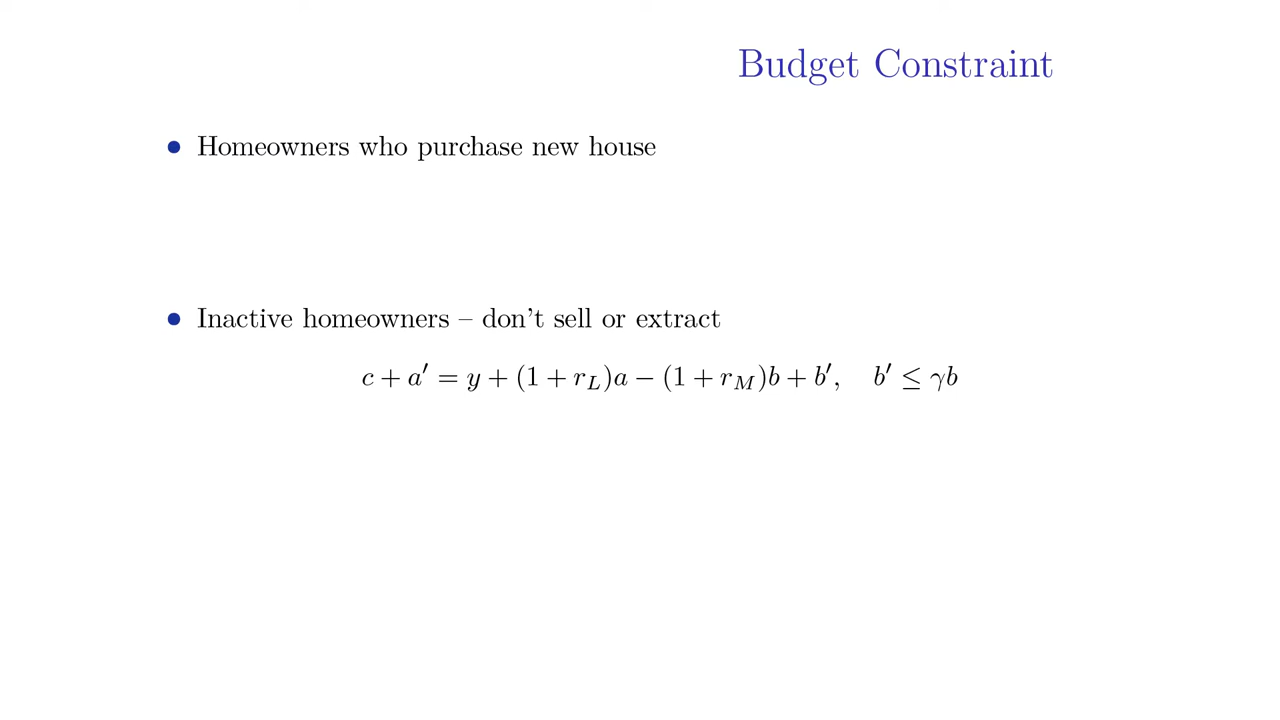 Budget Constraint
• Homeowners who purchase new house
• Inactive homeowners – don't sell or extract
c + a′ = y + (1 + r_L)a − (1 + r_M)b + b′, b′ ≤ γb